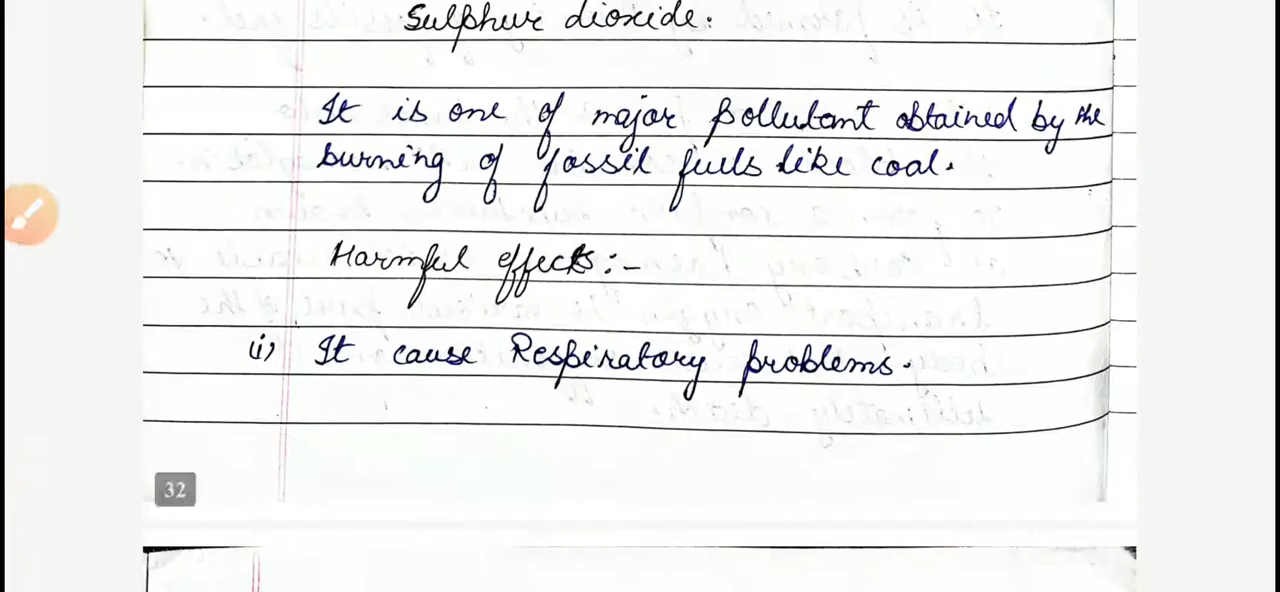 Sulphur dioxide.
It is one of major pollutant obtained by the
burning of fossil fuels like coal.
Harmful effects :-
(i) It cause Respiratory problems.
32